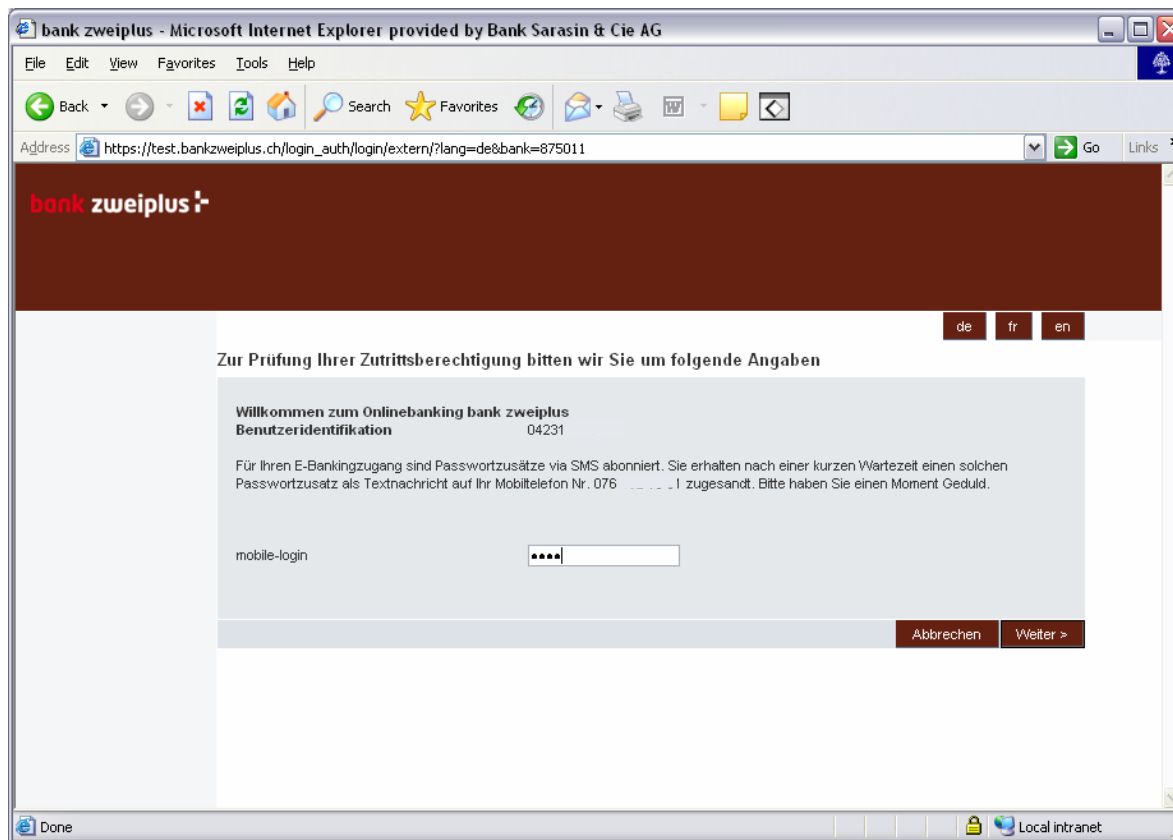 bank zweiplus - Microsoft Internet Explorer provided by Bank Sarasin & Cie AG
File Edit View Favorites Tools Help
Back Search Favorites
Address https://test.bankzweiplus.ch/login_auth/login/extern/?lang=de&bank=875011 Go Links
bank zweiplus
de fr en
Zur Prüfung Ihrer Zutrittsberechtigung bitten wir Sie um folgende Angaben
Willkommen zum Onlinebanking bank zweiplus
Benutzeridentifikation 04231
Für Ihren E-Bankingzugang sind Passwortzusätze via SMS abonniert. Sie erhalten nach einer kurzen Wartezeit einen solchen
Passwortzusatz als Textnachricht auf Ihr Mobiltelefon Nr. 076 1 zugesandt. Bitte haben Sie einen Moment Geduld.
mobile-login ••••
Abbrechen Weiter >
Done Local intranet